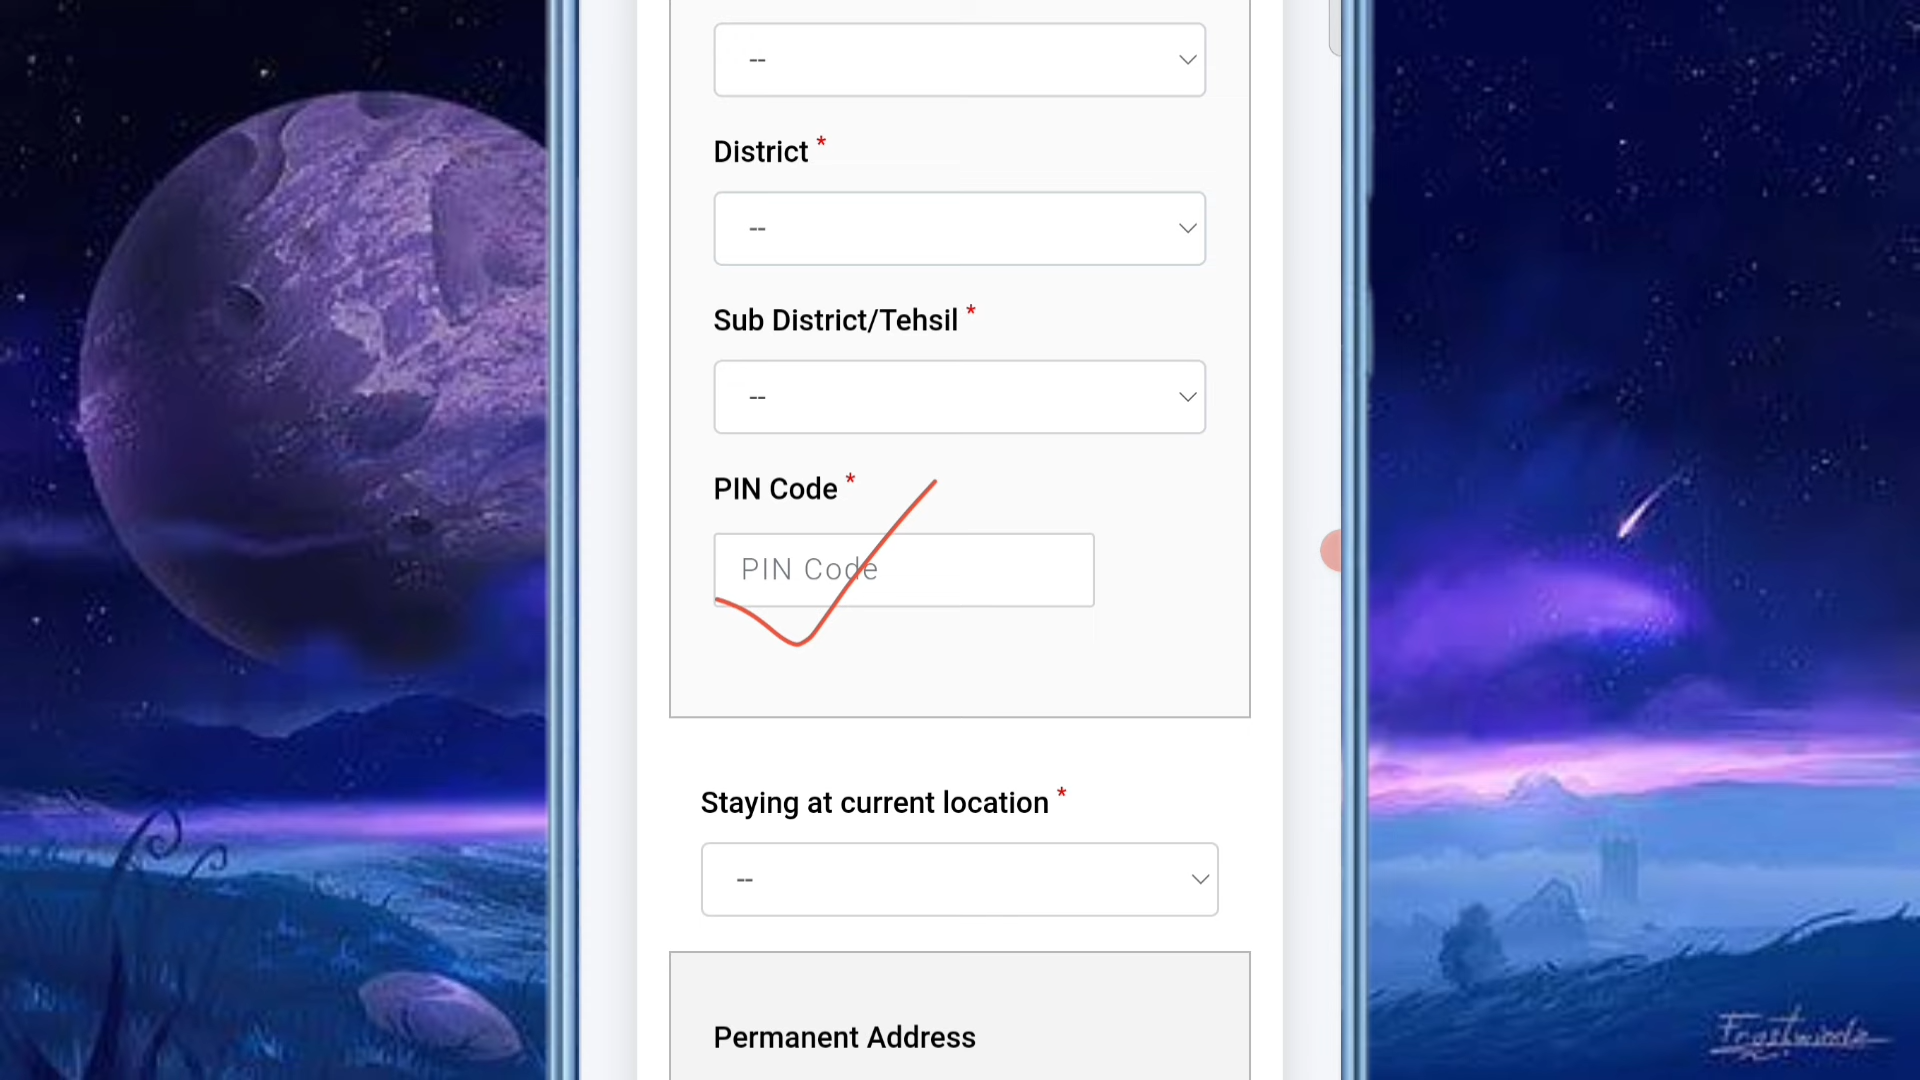 --
District *
--
Sub District/Tehsil *
--
PIN Code *
PIN Code
Staying at current location *
--
Permanent Address